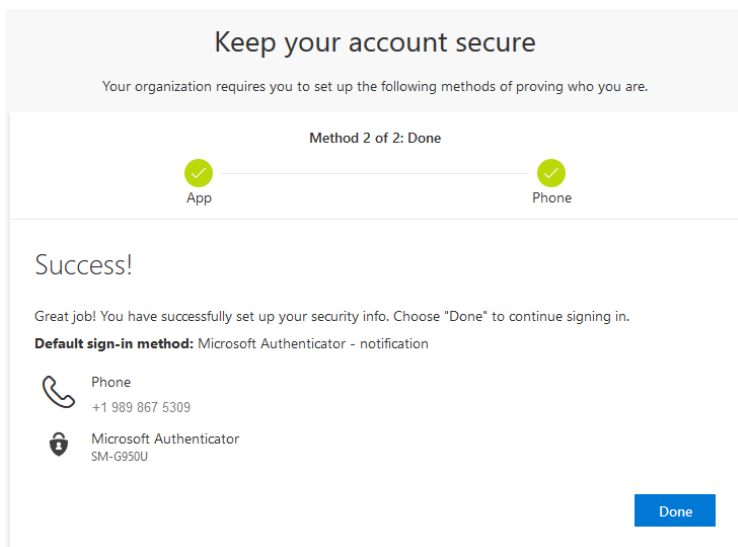 Keep your account secure
Your organization requires you to set up the following methods of proving who you are.
Method 2 of 2: Done
App
Phone
Success!
Great job! You have successfully set up your security info. Choose "Done" to continue signing in.
Default sign-in method: Microsoft Authenticator - notification
Phone
+1 989 867 5309
Microsoft Authenticator
SM-G950U
Done